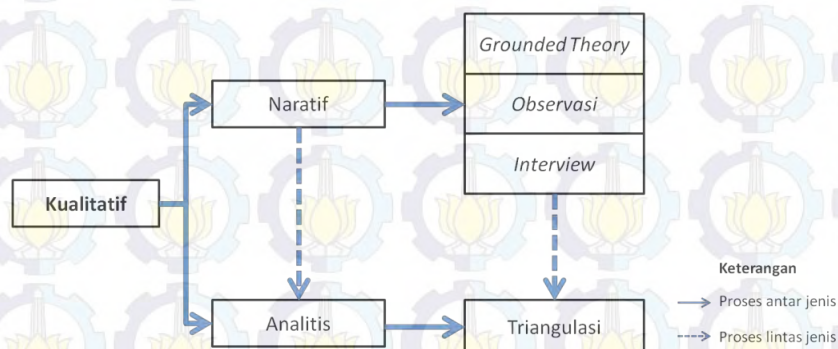 Grounded Theory
Naratif
Observasi
Interview
Kualitatif
Keterangan
Proses antar jenis
Analitis
Triangulasi
Proses lintas jenis